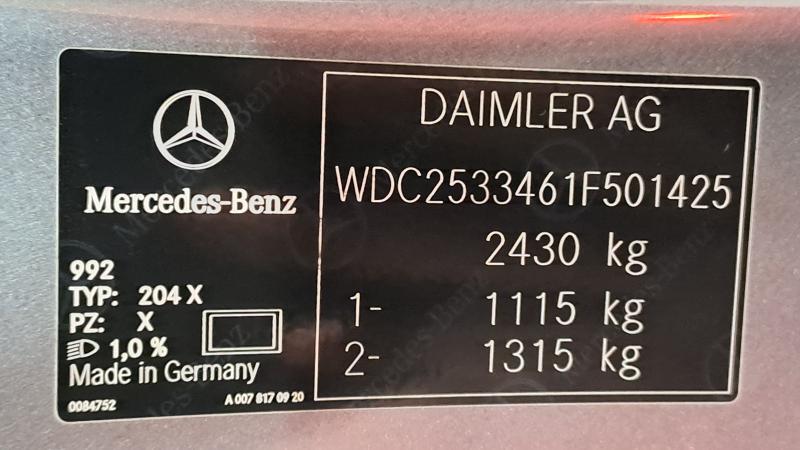 Mercedes-Benz
992
TYP: 204 X
PZ: X
1,0 %
Made in Germany
0084752
A 007 817 09 20
DAIMLER AG
WDC2533461F501425
2430 kg
1- 1115 kg
2- 1315 kg